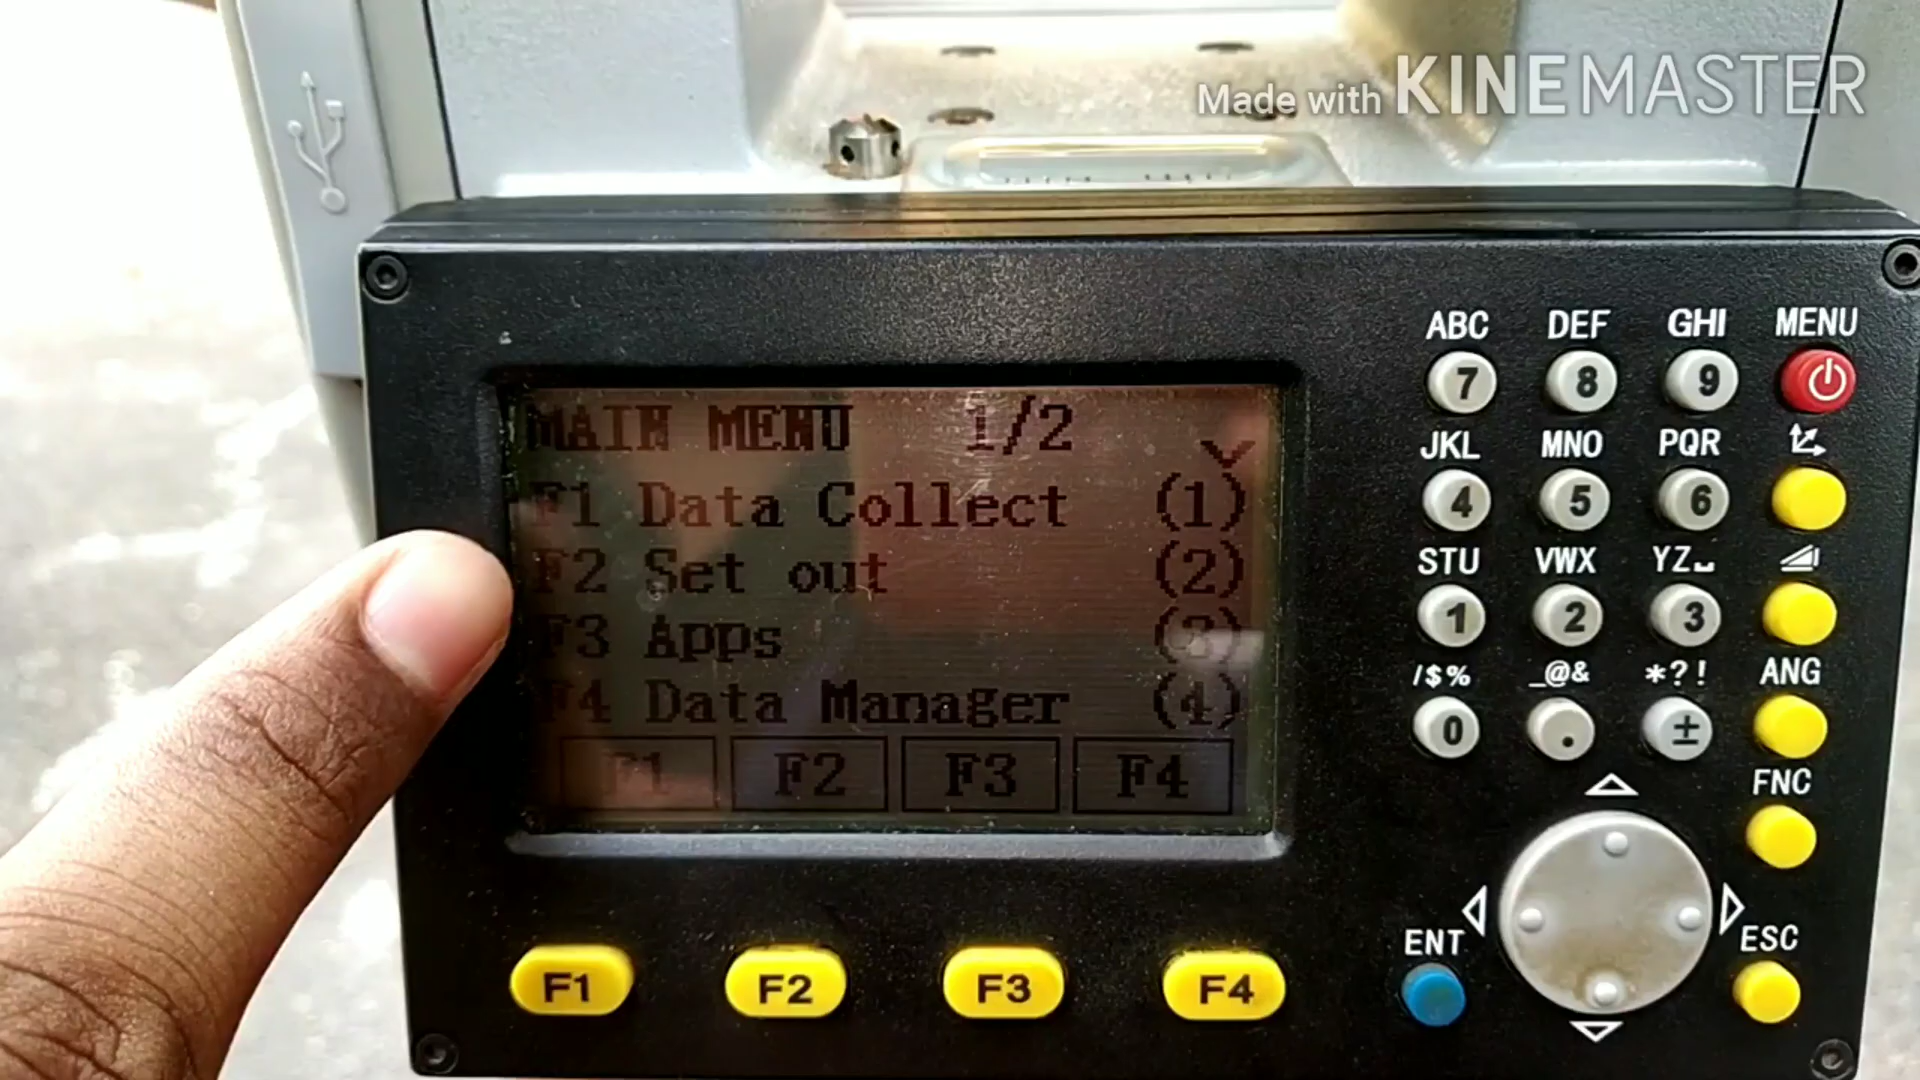 Made with KINEMASTER
MAIN MENU 1/2
F1 Data Collect (1)
F2 Set out (2)
F3 Apps (3)
F4 Data Manager (4)
F1 F2 F3 F4
F1 F2 F3 F4
ABC DEF GHI MENU
7 8 9
JKL MNO PQR
4 5 6
STU VWX YZ⎵
1 2 3
/$% _@& *?! ANG
0 . ±
FNC
ENT ESC